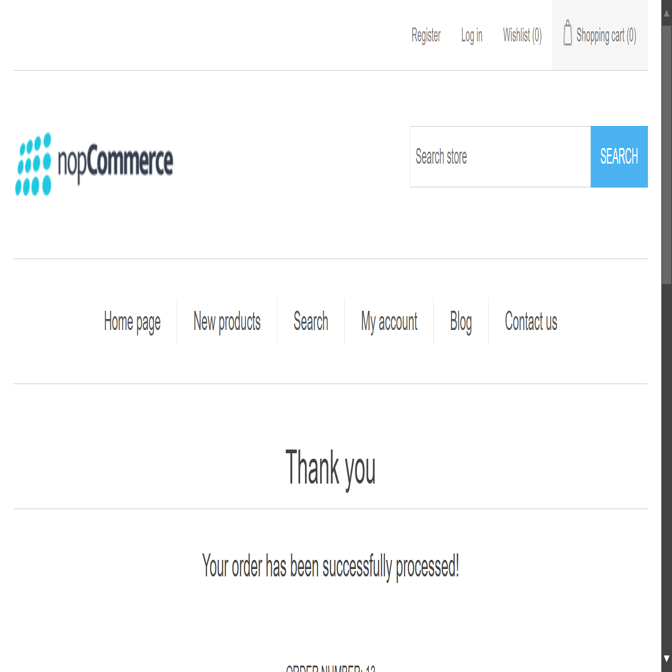 Register Log in Wishlist (0) Shopping cart (0)
nopCommerce
Search store SEARCH
Home page New products Search My account Blog Contact us
Thank you
Your order has been successfully processed!
ORDER NUMBER: 13